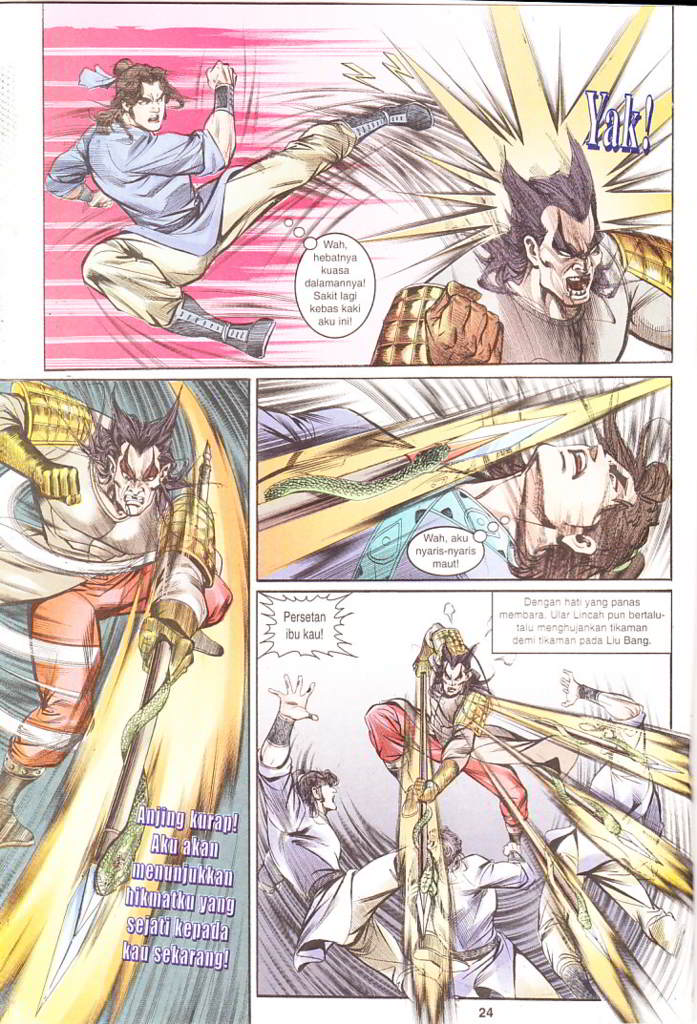 Yak!
Wah,
hebatnya
kuasa
dalamannya!
Sakit lagi
kebas kaki
aku ini!
Anjing kurap!
Aku akan
menunjukkan
hikmatku yang
sejati kepada
kau sekarang!
Wah, aku
nyaris-nyaris
maut!
Persetan
ibu kau!
Dengan hati yang panas
membara. Ular Lincah pun bertalu-
talu menghujankan tikaman
demi tikaman pada Liu Bang.
24